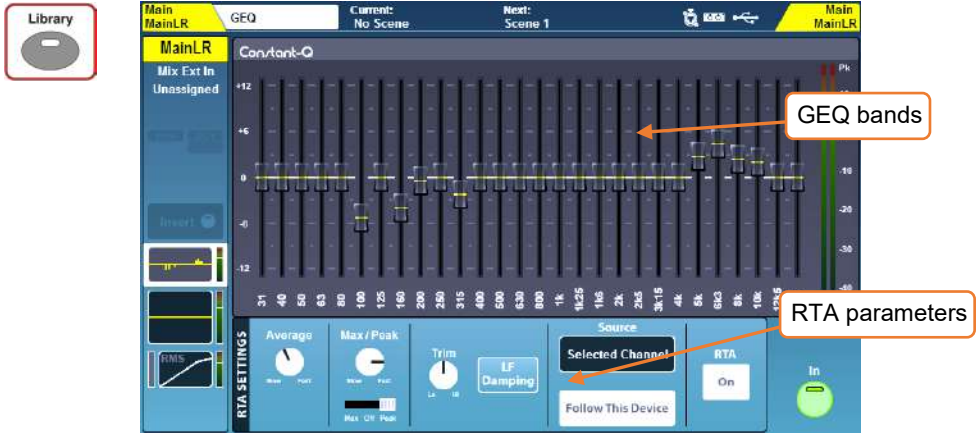 Library
Main
MainLR
GEQ
Current:
No Scene
Next:
Scene 1
Main
MainLR
MainLR
Mix Ext In
Unassigned
Constant-Q
Pk
+12
+6
0
-6
-12
-10
-20
-30
-40
GEQ bands
Insert
31 40 50 63 80 100 125 160 200 250 315 400 500 630 800 1k 1k25 1k6 2k 2k5 3k15 4k 5k 6k3 8k 10k 12k5
RTA parameters
RMS
RTA SETTINGS
Average
Max / Peak
Max Off Peak
Trim
Lo Hi
LF
Damping
Source
Selected Channel
Follow This Device
RTA
On
In